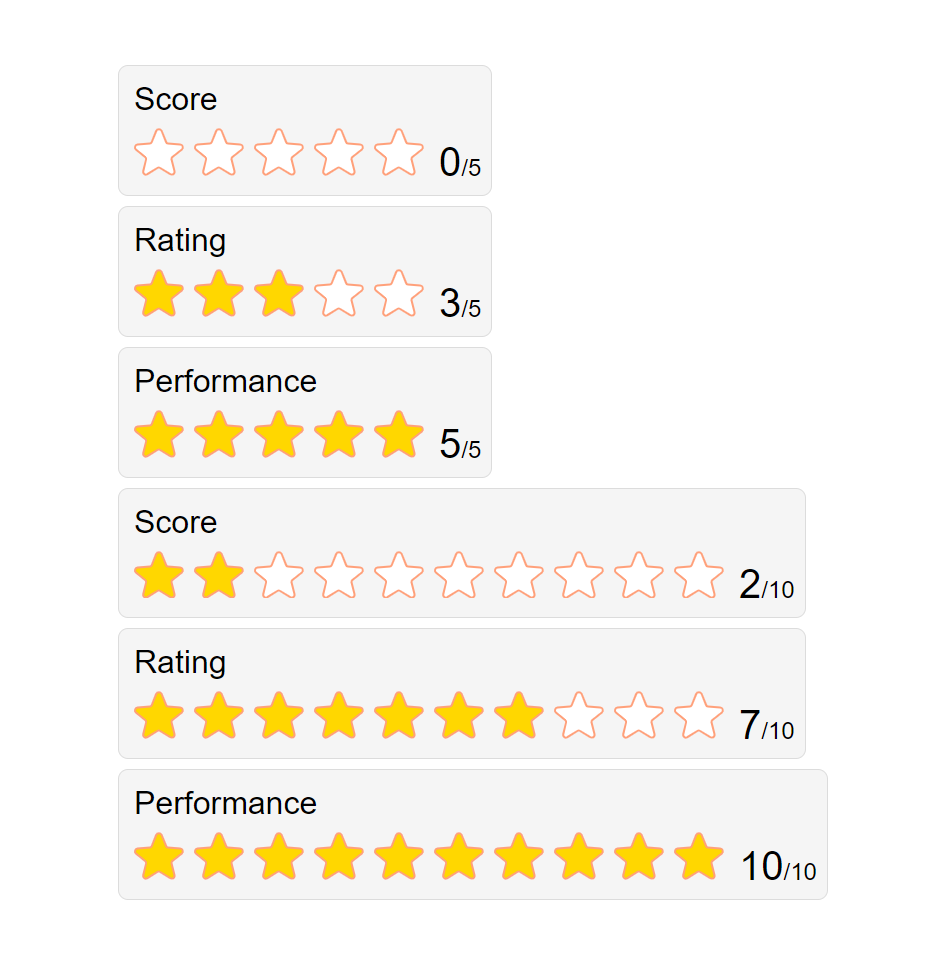 Score
0/5
Rating
3/5
Performance
5/5
Score
2/10
Rating
7/10
Performance
10/10